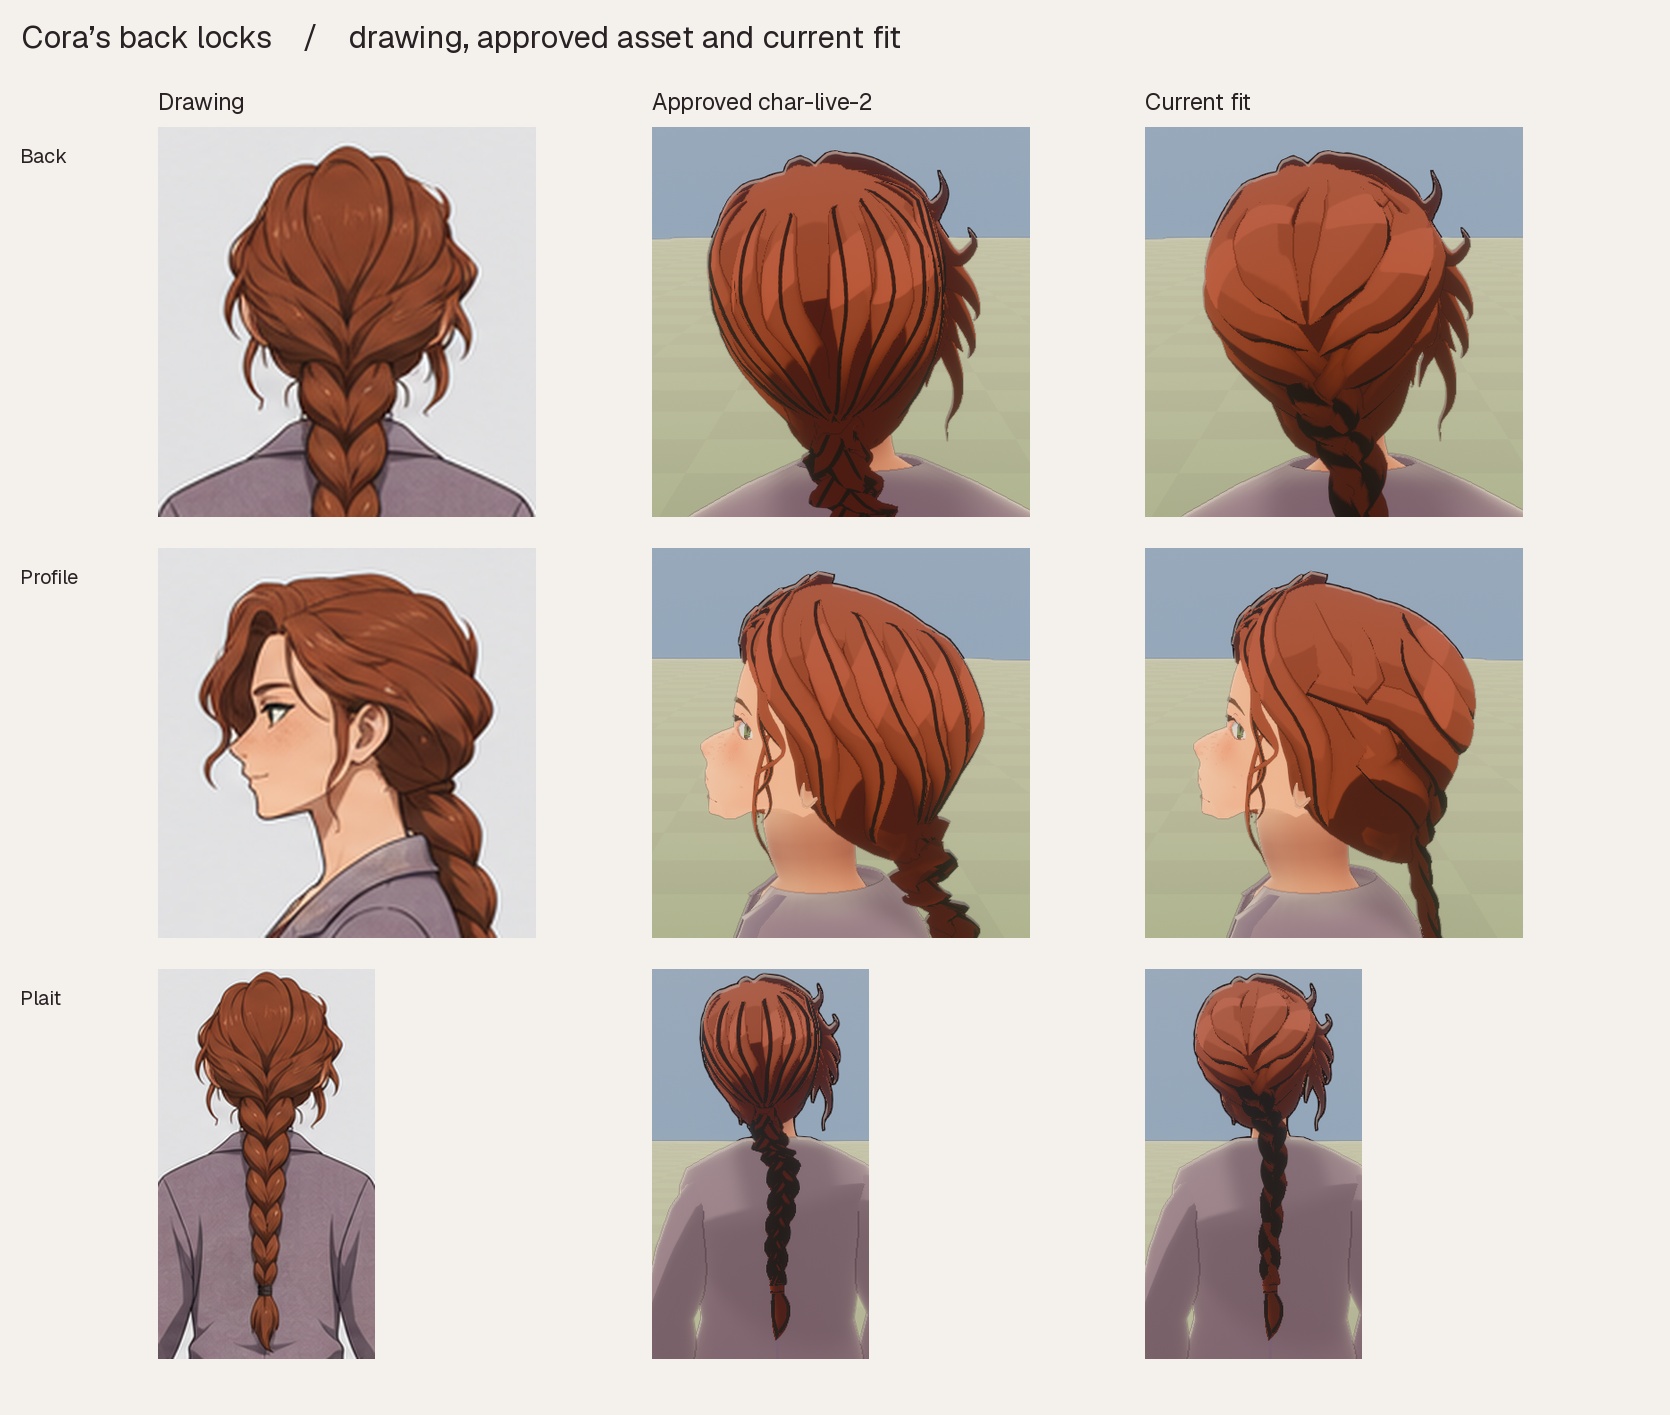 Cora’s back locks / drawing, approved asset and current fit
Drawing Approved char-live-2 Current fit
Back
Profile
Plait